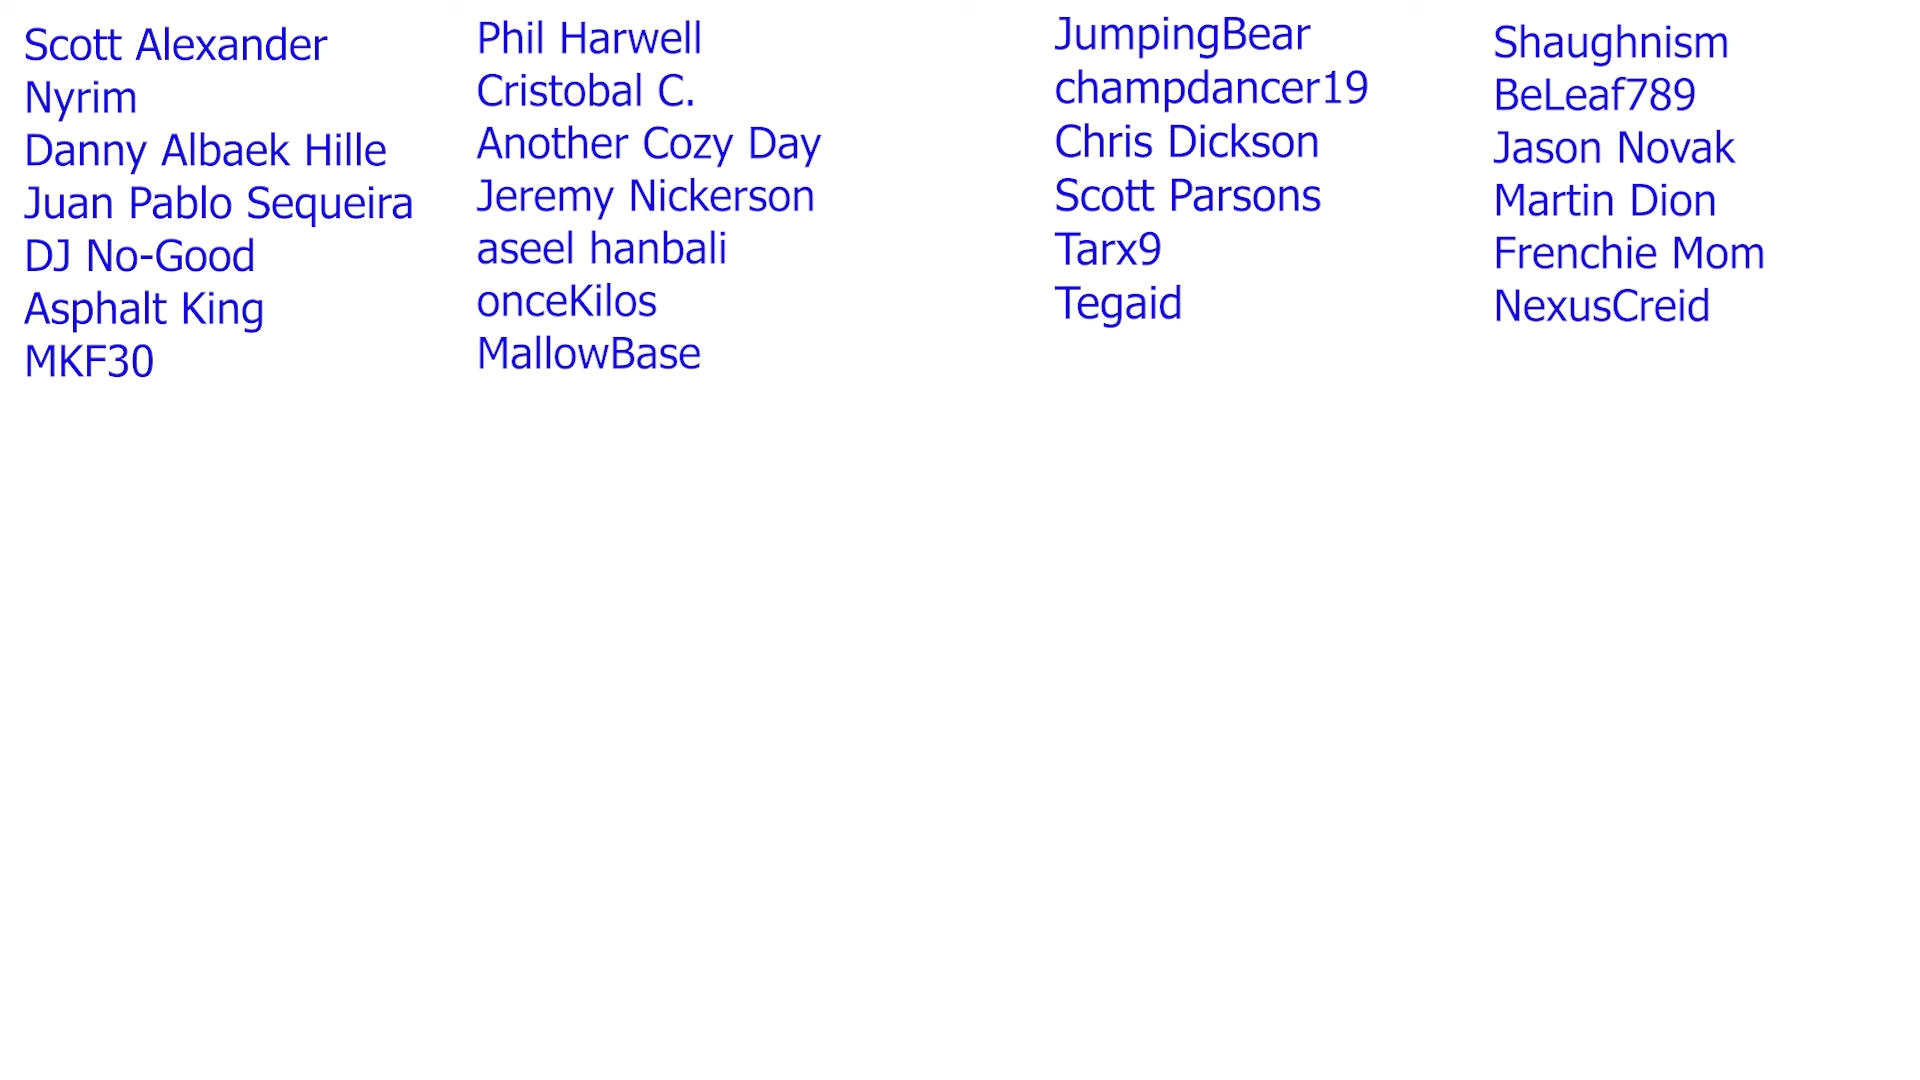 Scott Alexander
Nyrim
Danny Albaek Hille
Juan Pablo Sequeira
DJ No-Good
Asphalt King
MKF30
Phil Harwell
Cristobal C.
Another Cozy Day
Jeremy Nickerson
aseel hanbali
onceKilos
MallowBase
JumpingBear
champdancer19
Chris Dickson
Scott Parsons
Tarx9
Tegaid
Shaughnism
BeLeaf789
Jason Novak
Martin Dion
Frenchie Mom
NexusCreid